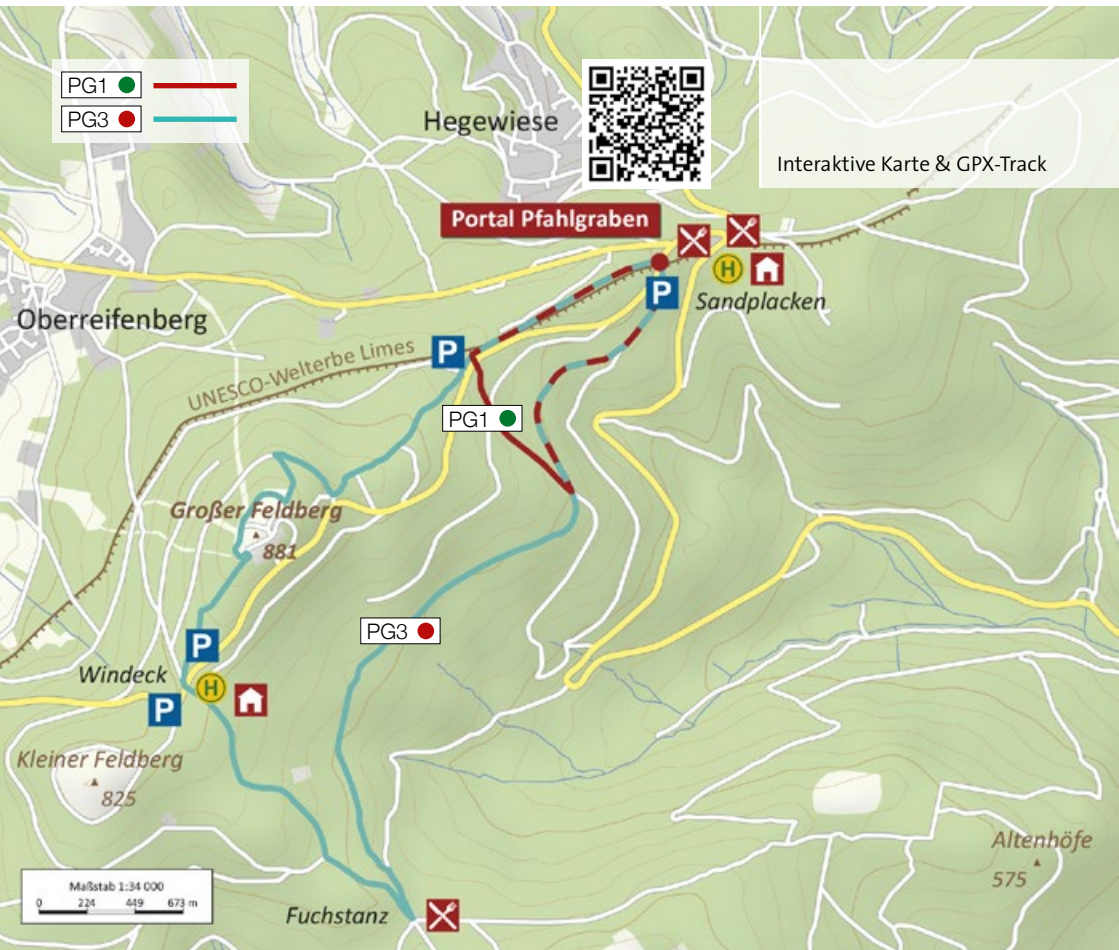 PG1
PG3
Hegewiese
Interaktive Karte & GPX-Track
Portal Pfahlgraben
H
P
Sandplacken
Oberreifenberg
P
UNESCO-Welterbe Limes
PG1
Großer Feldberg
881
PG3
P
Windeck
H
P
Kleiner Feldberg
825
Altenhöfe
575
Maßstab 1:34 000
0 224 449 673 m
Fuchstanz